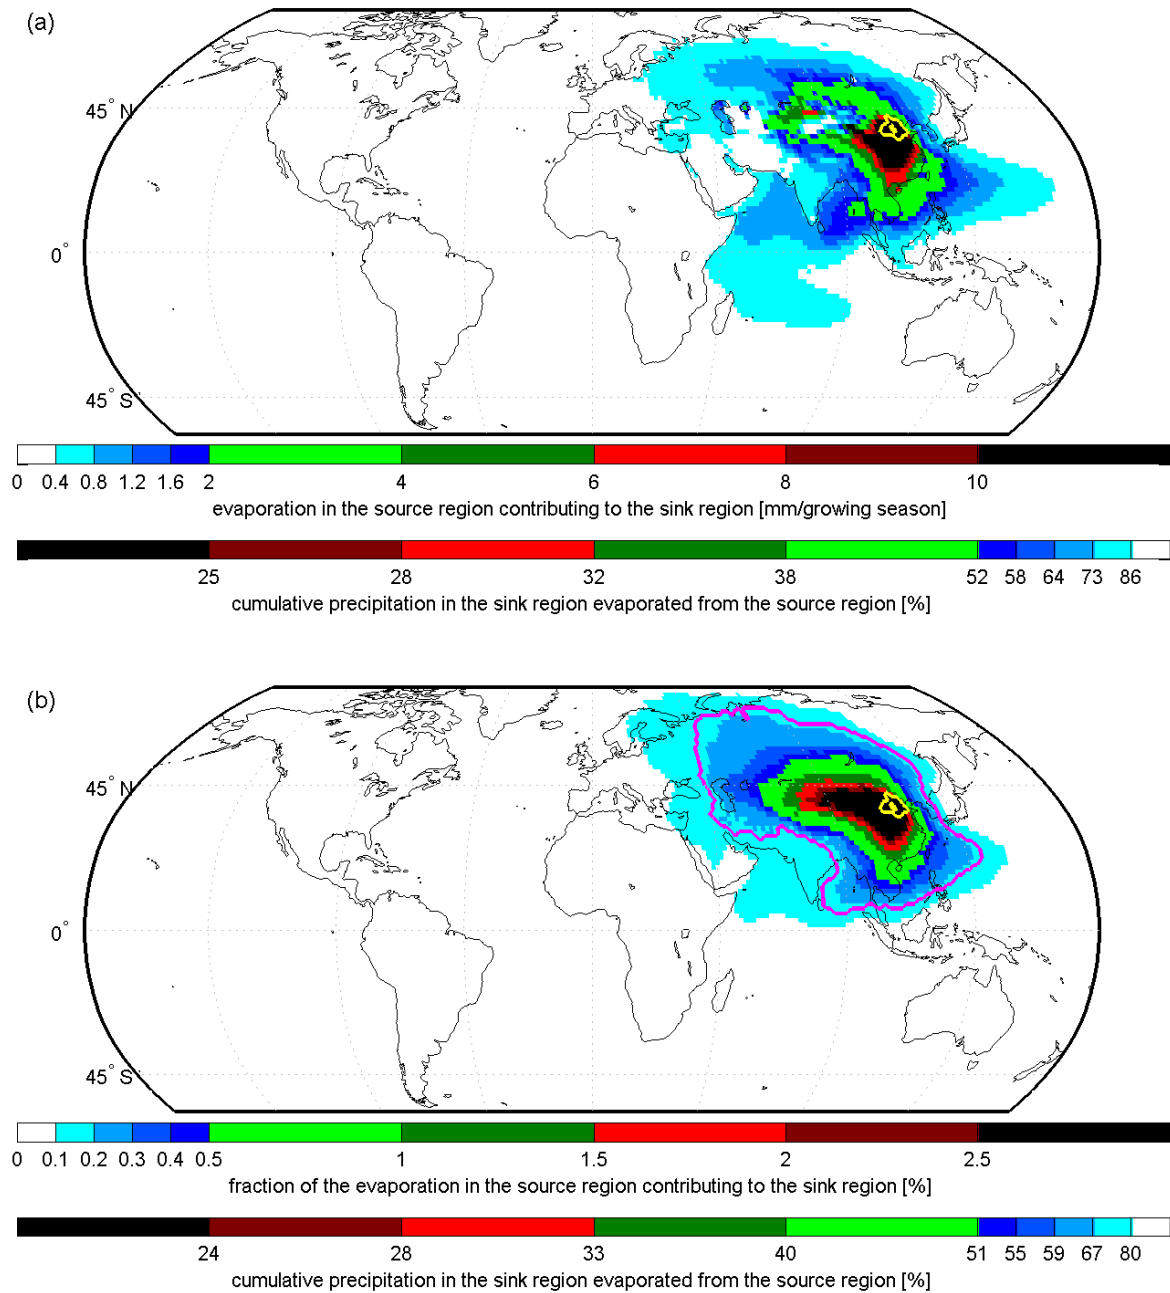 (a)
45° N
0°
45° S
0 0.4 0.8 1.2 1.6 2 4 6 8 10
evaporation in the source region contributing to the sink region [mm/growing season]
25 28 32 38 52 58 64 73 86
cumulative precipitation in the sink region evaporated from the source region [%]
(b)
45° N
0°
45° S
0 0.1 0.2 0.3 0.4 0.5 1 1.5 2 2.5
fraction of the evaporation in the source region contributing to the sink region [%]
24 28 33 40 51 55 59 67 80
cumulative precipitation in the sink region evaporated from the source region [%]